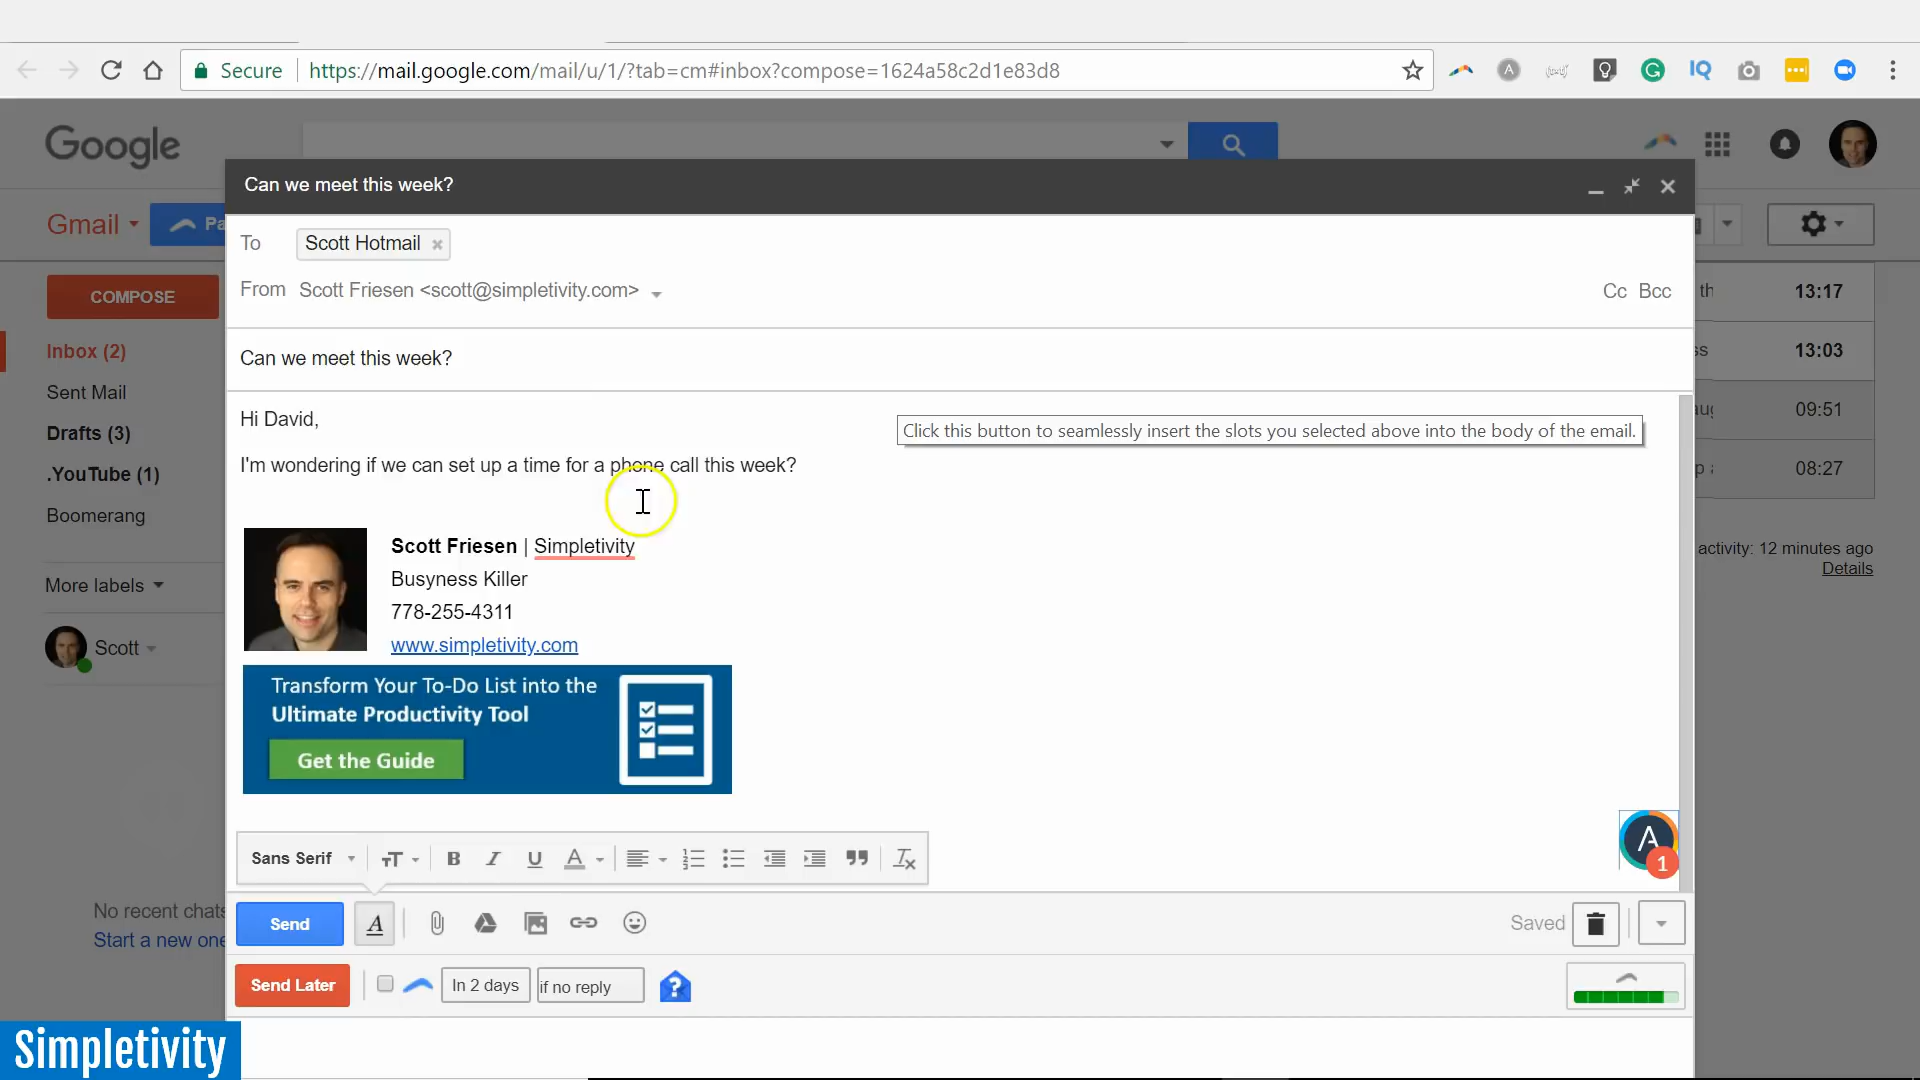 Secure
https://mail.google.com/mail/u/1/?tab=cm#inbox?compose=1624a58c2d1e83d8
Google
Can we meet this week?
Gmail
Pa
To
Scott Hotmail ×
From
Scott Friesen <scott@simpletivity.com>
Cc Bcc
COMPOSE
Inbox (2)
Sent Mail
Drafts (3)
.YouTube (1)
Boomerang
More labels
Scott
Can we meet this week?
Hi David,
Click this button to seamlessly insert the slots you selected above into the body of the email.
I'm wondering if we can set up a time for a phone call this week?
Scott Friesen | Simpletivity
Busyness Killer
778-255-4311
www.simpletivity.com
Transform Your To-Do List into the
Ultimate Productivity Tool
Get the Guide
th
13:17
ss
13:03
09:51
08:27
activity: 12 minutes ago
Details
A
1
Sans Serif
B I U A
No recent chats
Start a new one
Send
A
Saved
Send Later
In 2 days
if no reply
?
Simpletivity